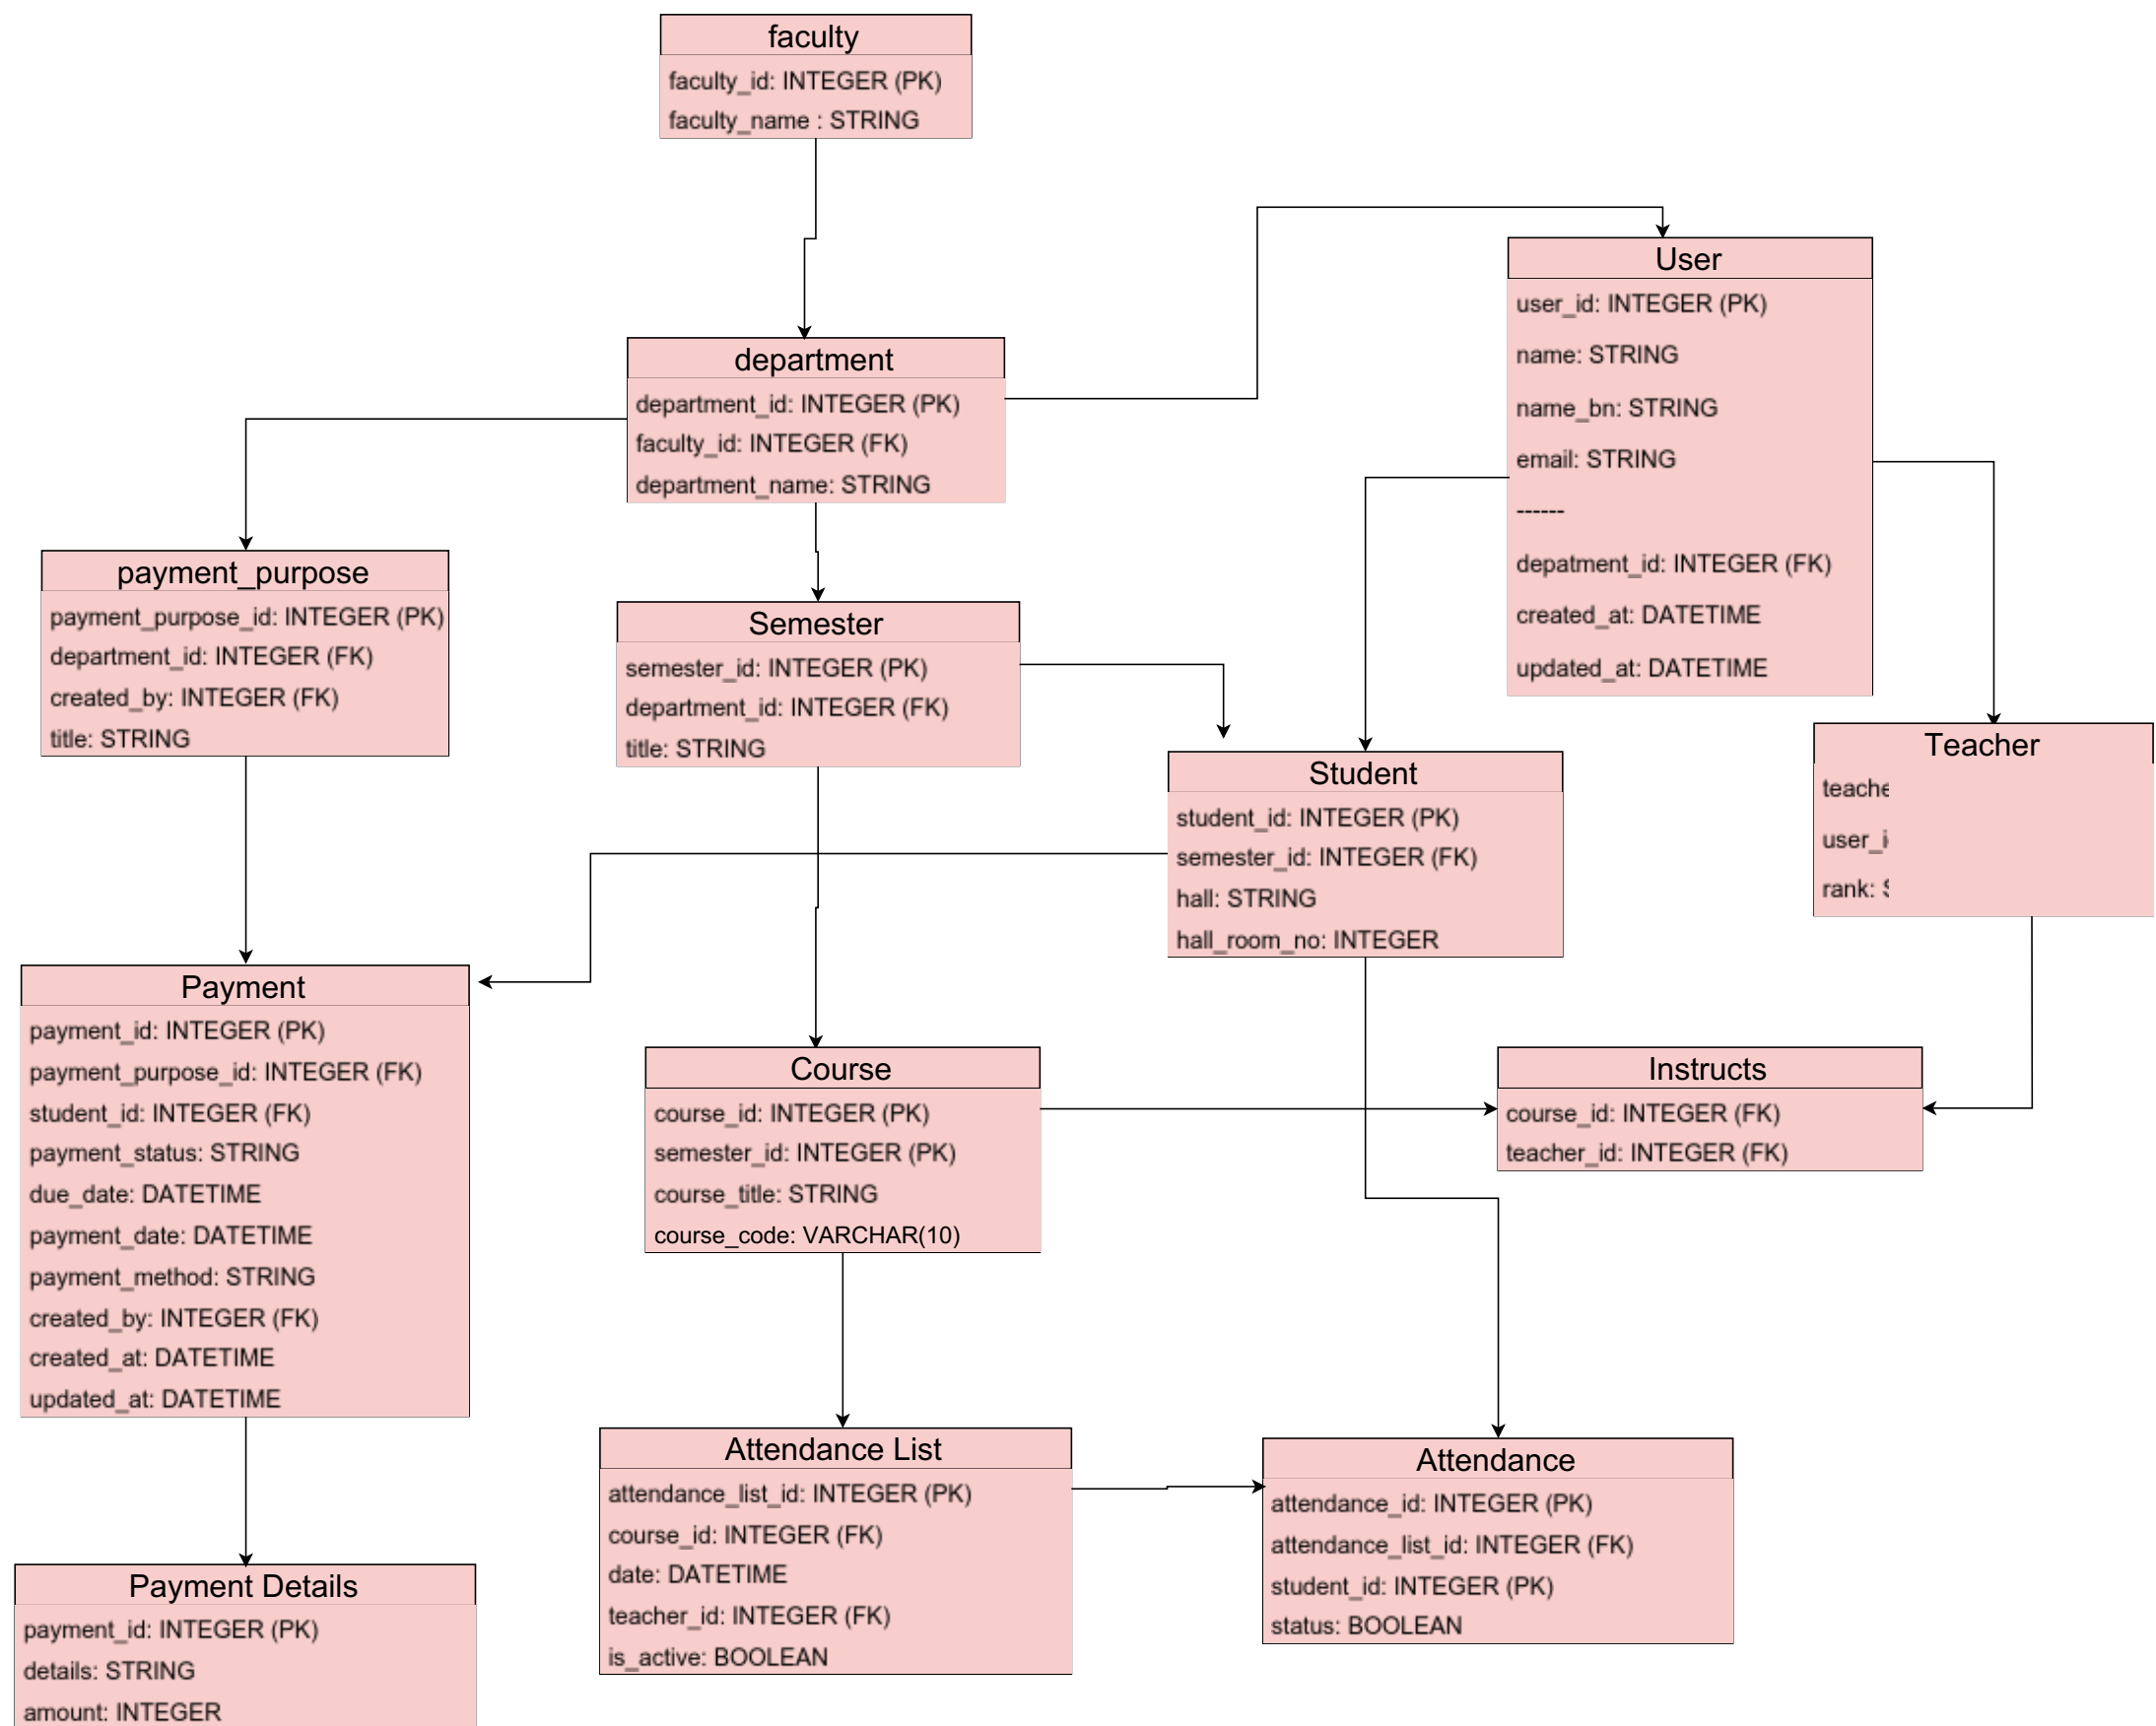 faculty
faculty_id: INTEGER (PK)
faculty_name : STRING
department
department_id: INTEGER (PK)
faculty_id: INTEGER (FK)
department_name: STRING
User
user_id: INTEGER (PK)
name: STRING
name_bn: STRING
email: STRING
------
depatment_id: INTEGER (FK)
created_at: DATETIME
updated_at: DATETIME
payment_purpose
payment_purpose_id: INTEGER (PK)
department_id: INTEGER (FK)
created_by: INTEGER (FK)
title: STRING
Semester
semester_id: INTEGER (PK)
department_id: INTEGER (FK)
title: STRING
Student
student_id: INTEGER (PK)
semester_id: INTEGER (FK)
hall: STRING
hall_room_no: INTEGER
Teacher
teache
user_i
rank:
Payment
payment_id: INTEGER (PK)
payment_purpose_id: INTEGER (FK)
student_id: INTEGER (FK)
payment_status: STRING
due_date: DATETIME
payment_date: DATETIME
payment_method: STRING
created_by: INTEGER (FK)
created_at: DATETIME
updated_at: DATETIME
Course
course_id: INTEGER (PK)
semester_id: INTEGER (PK)
course_title: STRING
course_code: VARCHAR(10)
Instructs
course_id: INTEGER (FK)
teacher_id: INTEGER (FK)
Attendance List
attendance_list_id: INTEGER (PK)
course_id: INTEGER (FK)
date: DATETIME
teacher_id: INTEGER (FK)
is_active: BOOLEAN
Attendance
attendance_id: INTEGER (PK)
attendance_list_id: INTEGER (FK)
student_id: INTEGER (PK)
status: BOOLEAN
Payment Details
payment_id: INTEGER (PK)
details: STRING
amount: INTEGER